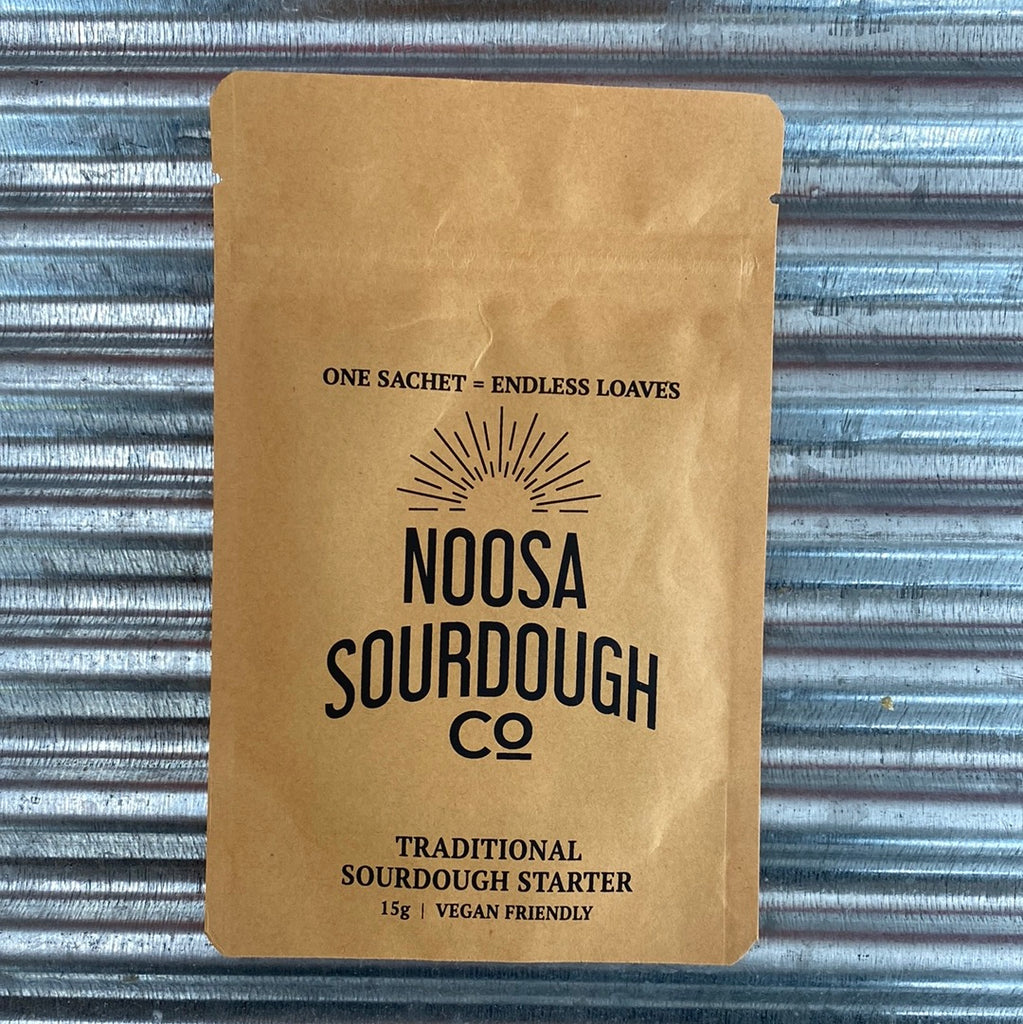 ONE SACHET = ENDLESS LOAVES
NOOSA
SOURDOUGH
Co
TRADITIONAL
SOURDOUGH STARTER
15g | VEGAN FRIENDLY